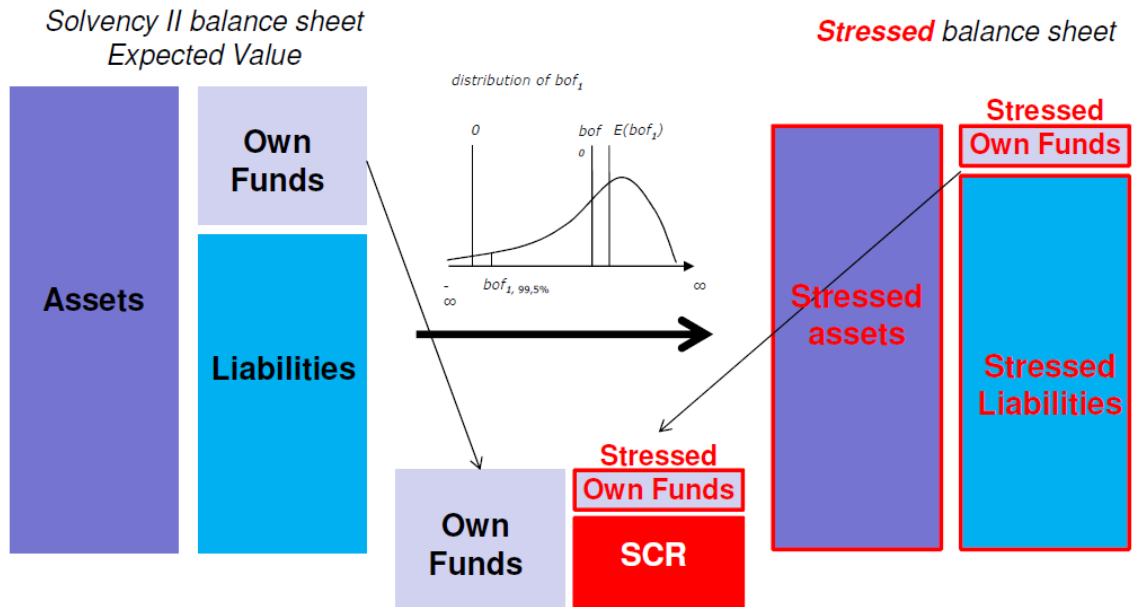 Solvency II balance sheet
Expected Value
Stressed balance sheet
distribution of bof1
0
bof
0
E(bof1)
Own
Funds
Assets
Liabilities
-
∞
bof1, 99,5%
∞
Stressed
Own Funds
Stressed
assets
Stressed
Liabilities
Own
Funds
Stressed
Own Funds
SCR